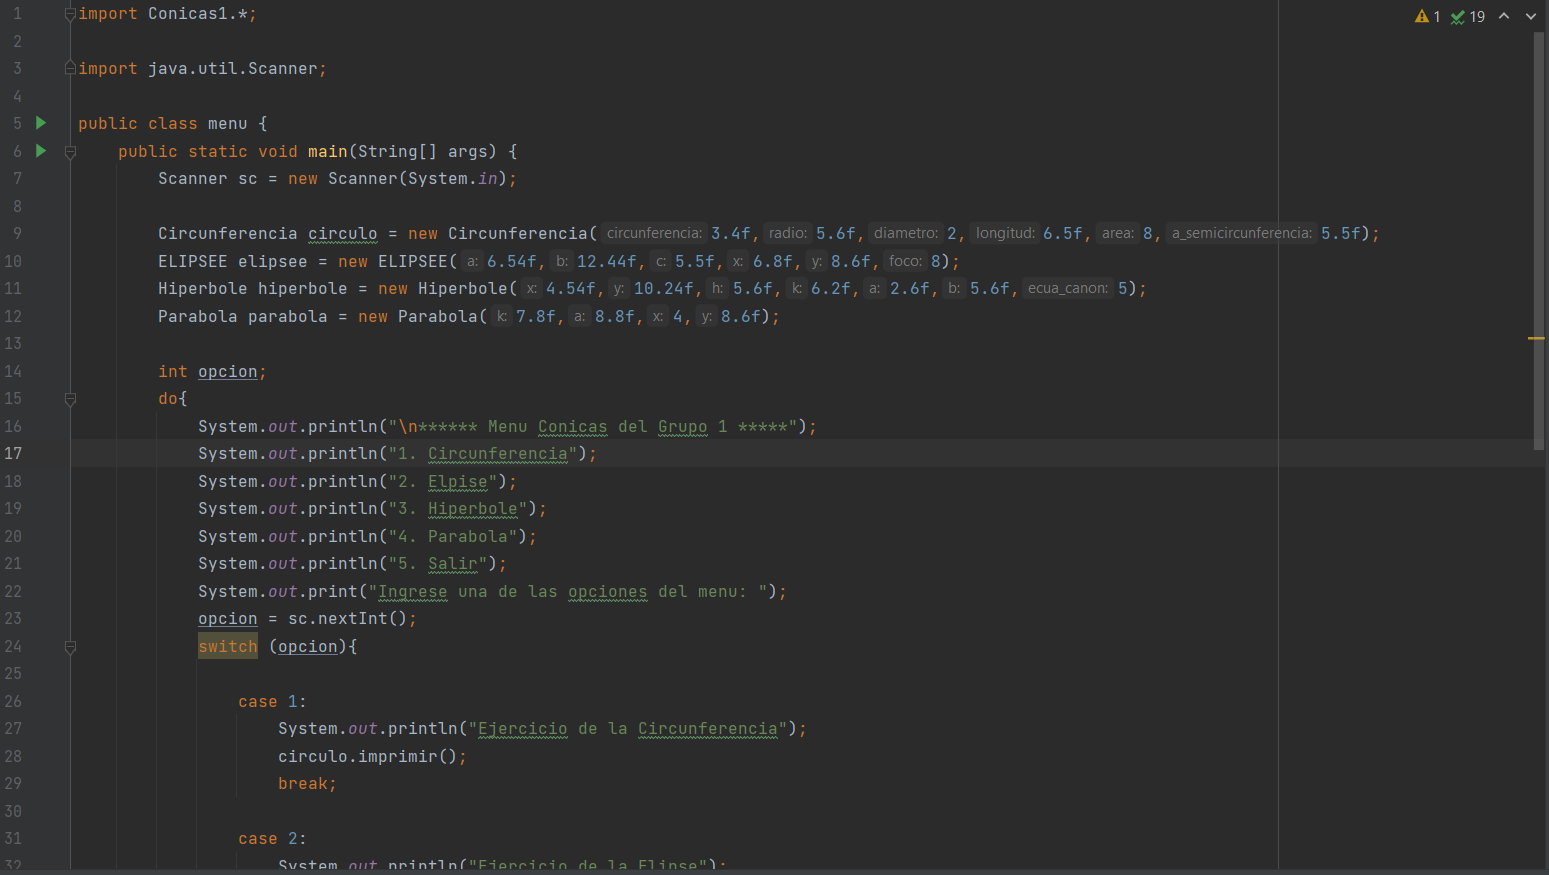 1 import Conicas1.*;
2
3 import java.util.Scanner;
4
5 public class menu {
6 public static void main(String[] args) {
7 Scanner sc = new Scanner(System.in);
8
9 Circunferencia circulo = new Circunferencia( circunferencia: 3.4f, radio: 5.6f, diametro: 2, longitud: 6.5f, area: 8, a_semicircunferencia: 5.5f);
10 ELIPSEE elipsee = new ELIPSEE( a: 6.54f, b: 12.44f, c: 5.5f, x: 6.8f, y: 8.6f, foco: 8);
11 Hiperbole hiperbole = new Hiperbole( x: 4.54f, y: 10.24f, h: 5.6f, k: 6.2f, a: 2.6f, b: 5.6f, ecua_canon: 5);
12 Parabola parabola = new Parabola( k: 7.8f, a: 8.8f, x: 4, y: 8.6f);
13
14 int opcion;
15 do{
16 System.out.println("\n****** Menu Conicas del Grupo 1 *****");
17 System.out.println("1. Circunferencia");
18 System.out.println("2. Elpise");
19 System.out.println("3. Hiperbole");
20 System.out.println("4. Parabola");
21 System.out.println("5. Salir");
22 System.out.print("Ingrese una de las opciones del menu: ");
23 opcion = sc.nextInt();
24 switch (opcion){
25
26 case 1:
27 System.out.println("Ejercicio de la Circunferencia");
28 circulo.imprimir();
29 break;
30
31 case 2:
32 System.out.println("Ejercicio de la Elipse");
1 19